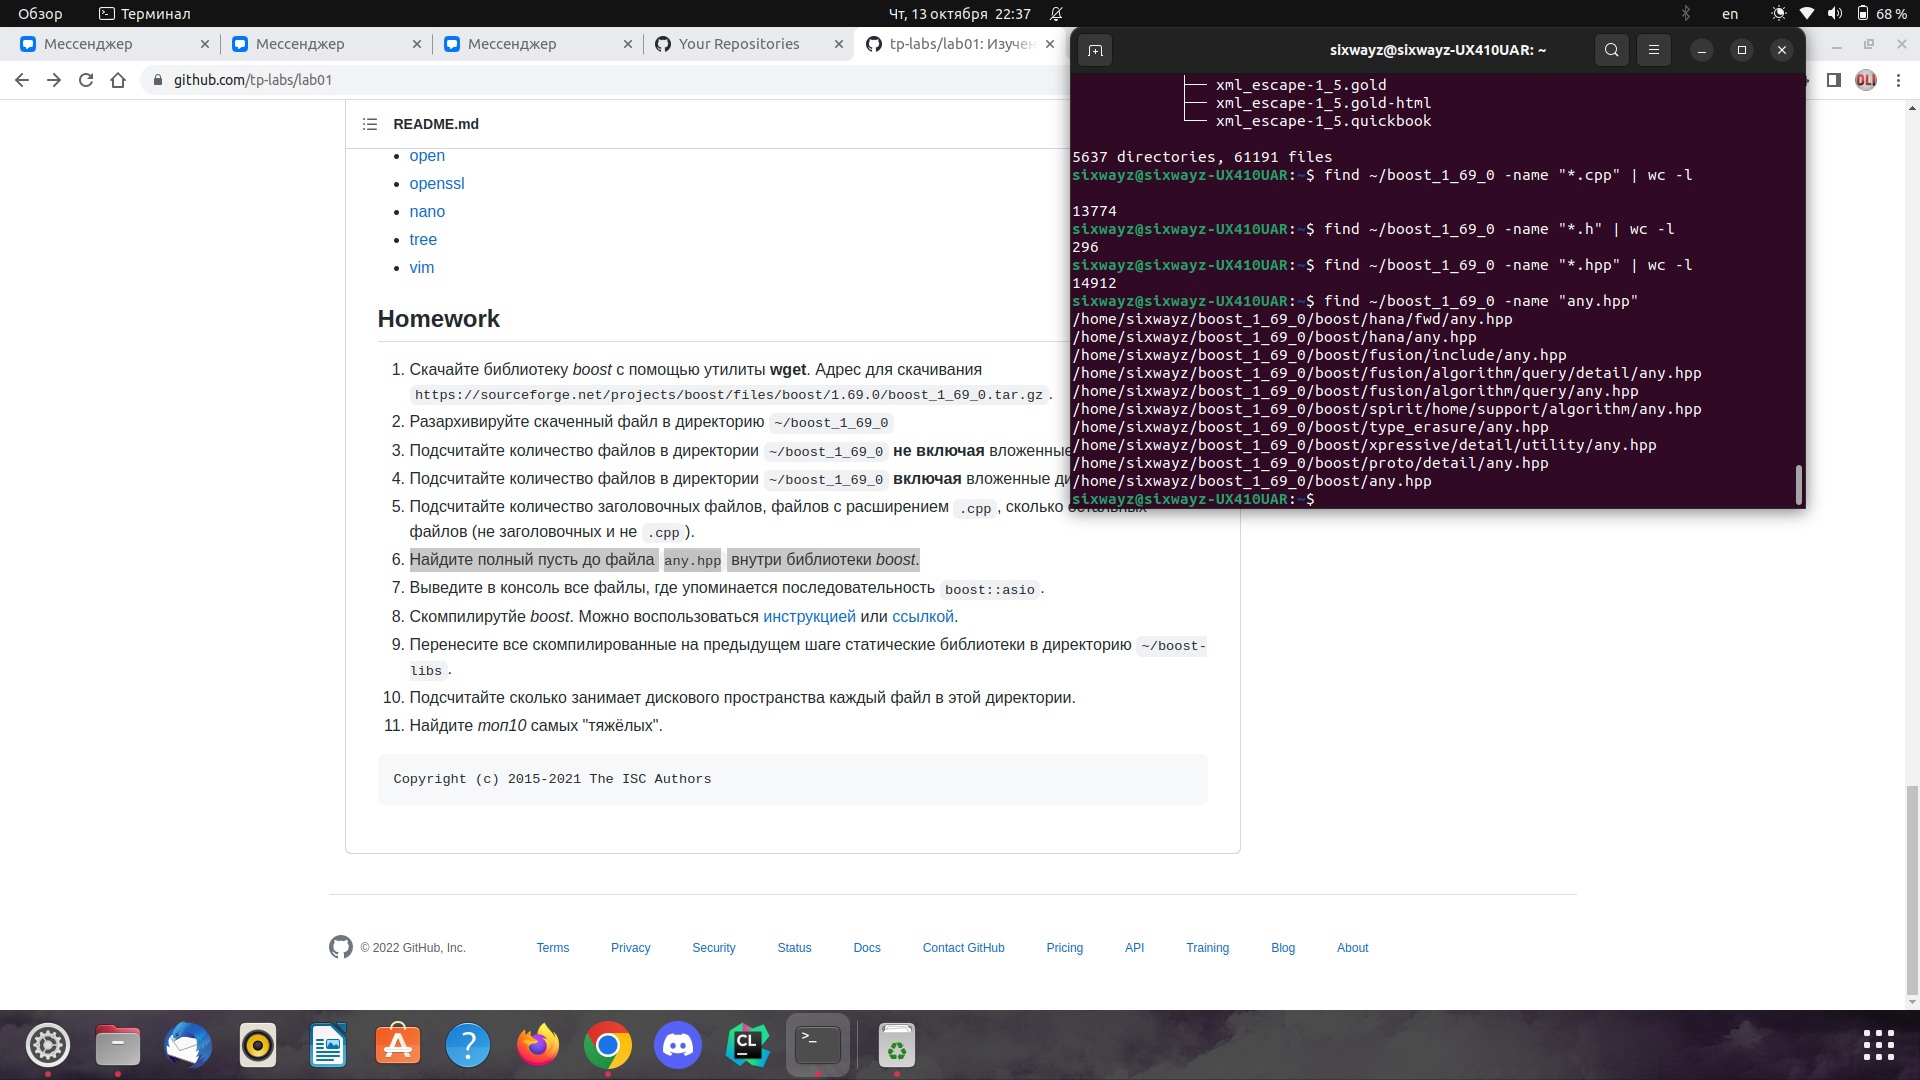 Обзор
Терминал
Чт, 13 октября 22:37
en
68 %
Мессенджер
Мессенджер
Мессенджер
Your Repositories
tp-labs/lab01: Изучен
github.com/tp-labs/lab01
README.md
open
openssl
nano
tree
vim
Homework
1. Скачайте библиотеку boost с помощью утилиты wget. Адрес для скачивания
https://sourceforge.net/projects/boost/files/boost/1.69.0/boost_1_69_0.tar.gz .
2. Разархивируйте скаченный файл в директорию ~/boost_1_69_0
3. Подсчитайте количество файлов в директории ~/boost_1_69_0 не включая вложенные
4. Подсчитайте количество файлов в директории ~/boost_1_69_0 включая вложенные ди
5. Подсчитайте количество заголовочных файлов, файлов с расширением .cpp , сколько остальных
файлов (не заголовочных и не .cpp ).
6. Найдите полный пусть до файла any.hpp внутри библиотеки boost.
7. Выведите в консоль все файлы, где упоминается последовательность boost::asio .
8. Скомпилирутйе boost. Можно воспользоваться инструкцией или ссылкой.
9. Перенесите все скомпилированные на предыдущем шаге статические библиотеки в директорию ~/boost-
libs .
10. Подсчитайте сколько занимает дискового пространства каждый файл в этой директории.
11. Найдите топ10 самых "тяжёлых".
Copyright (c) 2015-2021 The ISC Authors
© 2022 GitHub, Inc.
Terms
Privacy
Security
Status
Docs
Contact GitHub
Pricing
API
Training
Blog
About
sixwayz@sixwayz-UX410UAR: ~
xml_escape-1_5.gold
xml_escape-1_5.gold-html
xml_escape-1_5.quickbook
5637 directories, 61191 files
sixwayz@sixwayz-UX410UAR:~$ find ~/boost_1_69_0 -name "*.cpp" | wc -l
13774
sixwayz@sixwayz-UX410UAR:~$ find ~/boost_1_69_0 -name "*.h" | wc -l
296
sixwayz@sixwayz-UX410UAR:~$ find ~/boost_1_69_0 -name "*.hpp" | wc -l
14912
sixwayz@sixwayz-UX410UAR:~$ find ~/boost_1_69_0 -name "any.hpp"
/home/sixwayz/boost_1_69_0/boost/hana/fwd/any.hpp
/home/sixwayz/boost_1_69_0/boost/hana/any.hpp
/home/sixwayz/boost_1_69_0/boost/fusion/include/any.hpp
/home/sixwayz/boost_1_69_0/boost/fusion/algorithm/query/detail/any.hpp
/home/sixwayz/boost_1_69_0/boost/fusion/algorithm/query/any.hpp
/home/sixwayz/boost_1_69_0/boost/spirit/home/support/algorithm/any.hpp
/home/sixwayz/boost_1_69_0/boost/type_erasure/any.hpp
/home/sixwayz/boost_1_69_0/boost/xpressive/detail/utility/any.hpp
/home/sixwayz/boost_1_69_0/boost/proto/detail/any.hpp
/home/sixwayz/boost_1_69_0/boost/any.hpp
sixwayz@sixwayz-UX410UAR:~$
OLI
CL